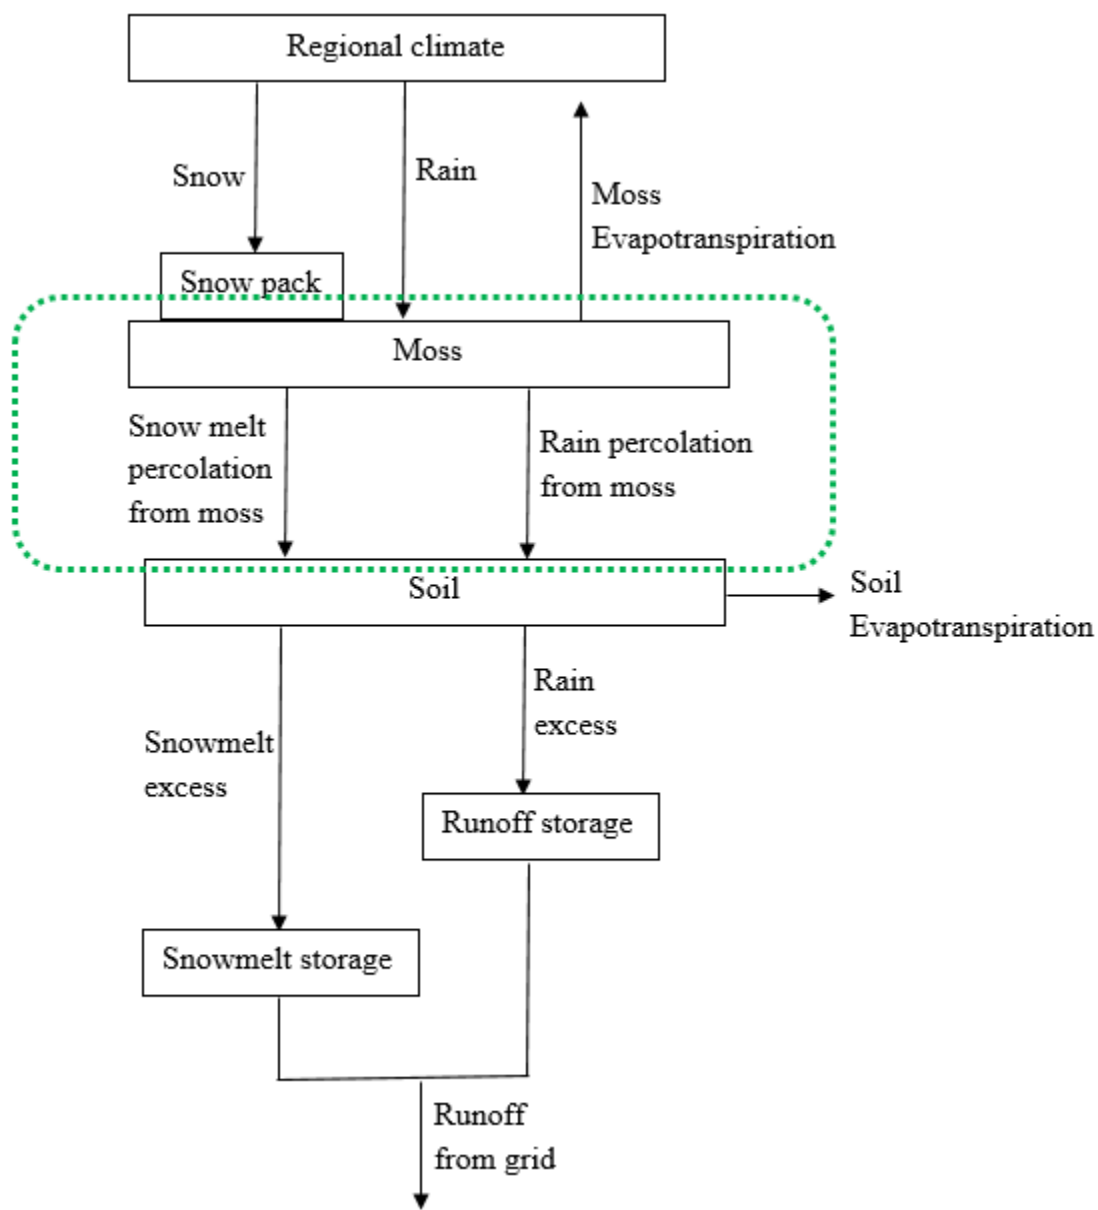 Regional climate
Snow
Rain
Moss
Evapotranspiration
Snow pack
Moss
Snow melt
percolation
from moss
Rain percolation
from moss
Soil
Soil
Evapotranspiration
Rain
excess
Snowmelt
excess
Runoff storage
Snowmelt storage
Runoff
from grid